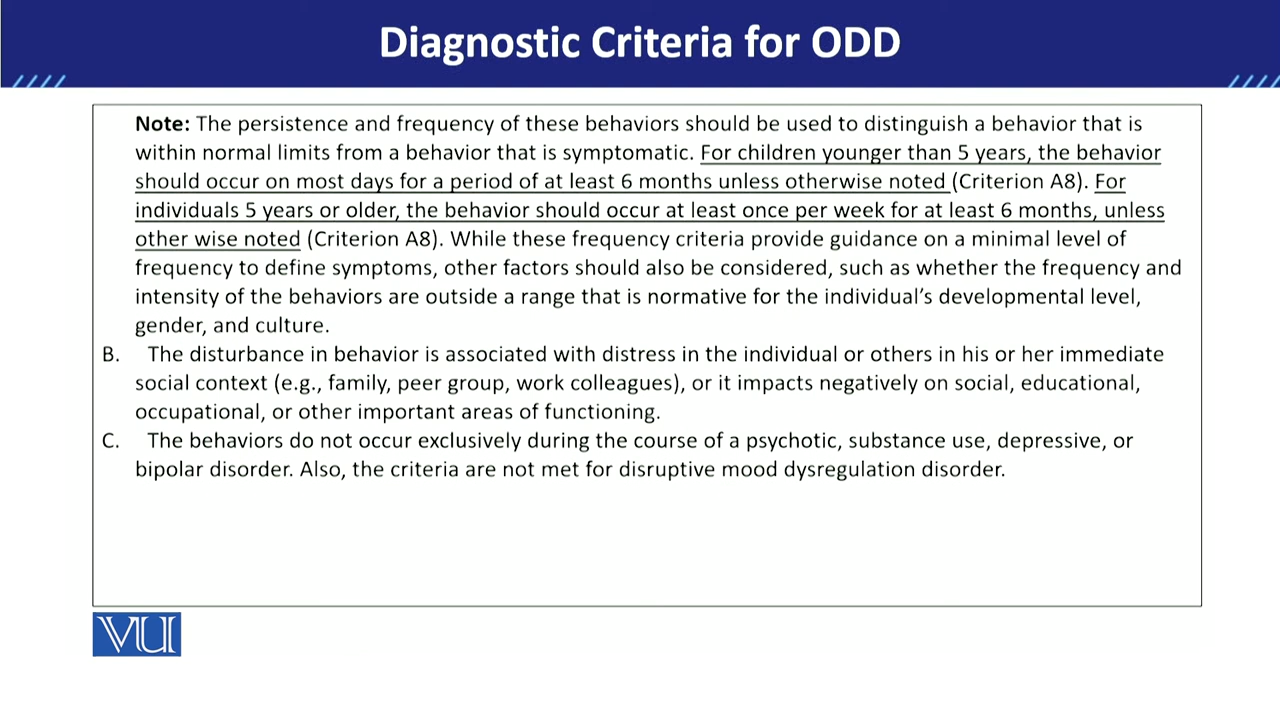 Diagnostic Criteria for ODD
Note: The persistence and frequency of these behaviors should be used to distinguish a behavior that is
within normal limits from a behavior that is symptomatic. For children younger than 5 years, the behavior
should occur on most days for a period of at least 6 months unless otherwise noted (Criterion A8). For
individuals 5 years or older, the behavior should occur at least once per week for at least 6 months, unless
other wise noted (Criterion A8). While these frequency criteria provide guidance on a minimal level of
frequency to define symptoms, other factors should also be considered, such as whether the frequency and
intensity of the behaviors are outside a range that is normative for the individual’s developmental level,
gender, and culture.
B. The disturbance in behavior is associated with distress in the individual or others in his or her immediate
social context (e.g., family, peer group, work colleagues), or it impacts negatively on social, educational,
occupational, or other important areas of functioning.
C. The behaviors do not occur exclusively during the course of a psychotic, substance use, depressive, or
bipolar disorder. Also, the criteria are not met for disruptive mood dysregulation disorder.
VU